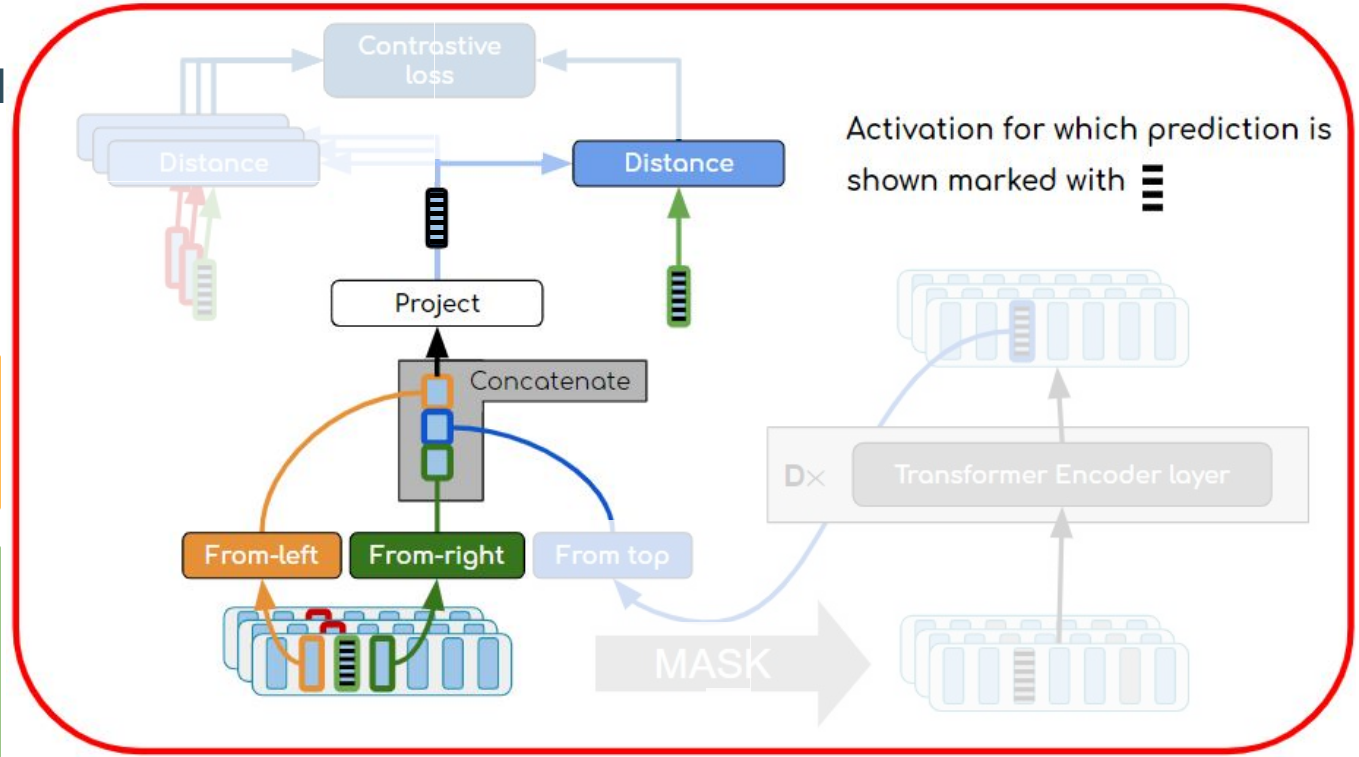 Contrastive
loss
Distance
Distance
Activation for which prediction is
shown marked with
Project
Concatenate
D× Transformer Encoder layer
From-left From-right From top
MASK